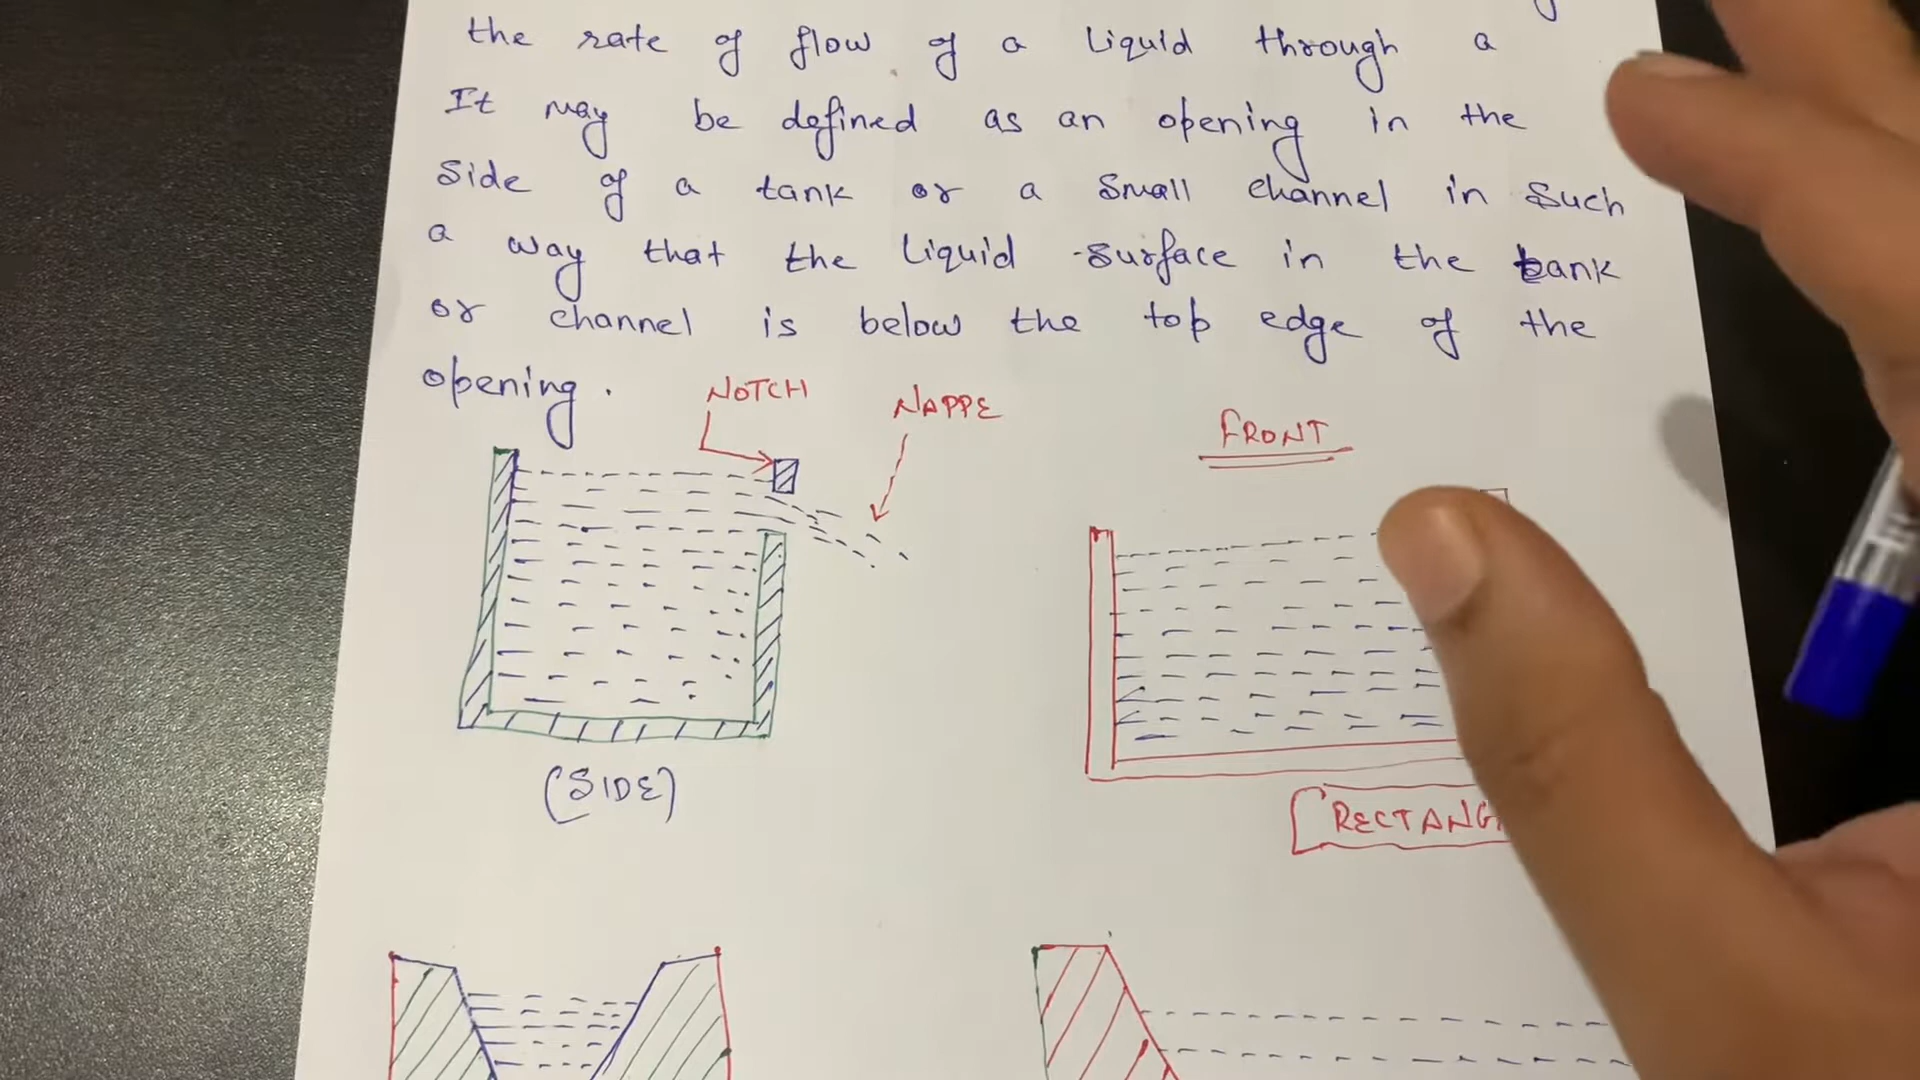 the rate of flow of a liquid through a
It may be defined as an opening in the
Side of a tank or a Small channel in such
a way that the liquid surface in the tank
or channel is below the top edge of the
opening.
NOTCH
NAPPE
FRONT
(SIDE)